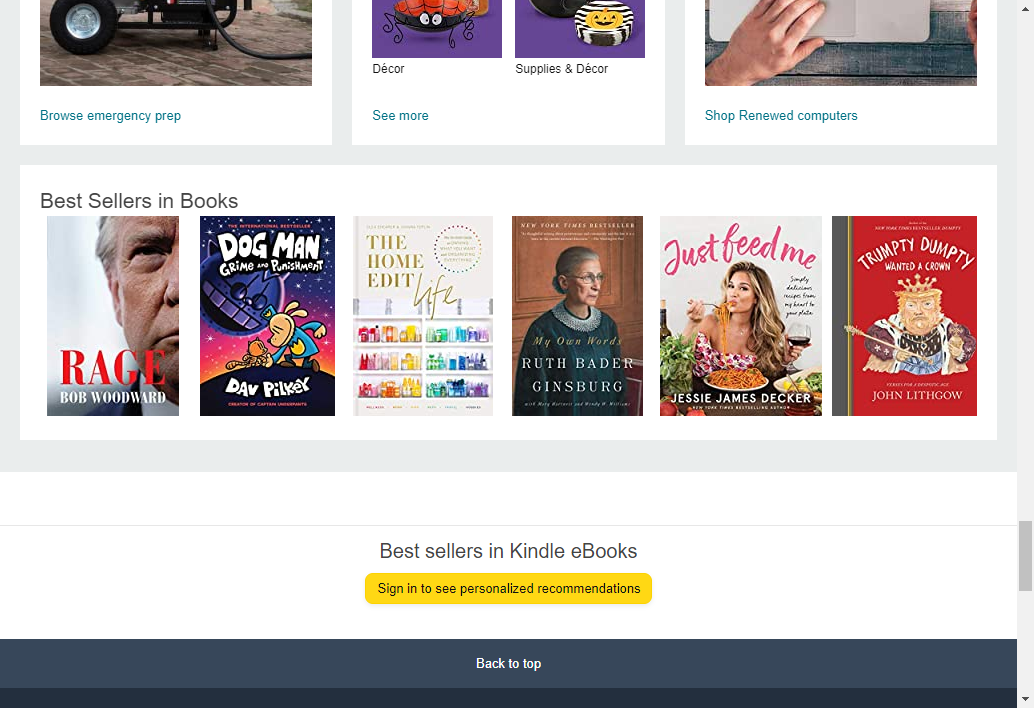 Décor
Supplies & Décor
Browse emergency prep
See more
Shop Renewed computers
Best Sellers in Books
RAGE
BOB WOODWARD
THE INTERNATIONAL BESTSELLER
DOG MAN
GRIME AND PUNISHMENT
DAV PILKEY
CREATOR OF CAPTAIN UNDERPANTS
THE
HOME
EDIT
life
NEW YORK TIMES BESTSELLER
My Own Words
RUTH BADER
GINSBURG
with Mary Hartnett and Wendy W. Williams
Just feed me
Simply
delicious
recipes from
my heart to
your plate
JESSIE JAMES DECKER
NEW YORK TIMES BESTSELLING AUTHOR
NEW YORK TIMES BESTSELLER DUMPTY
TRUMPTY DUMPTY
WANTED A CROWN
VERSES FOR A DESPOTIC AGE
JOHN LITHGOW
Best sellers in Kindle eBooks
Sign in to see personalized recommendations
Back to top